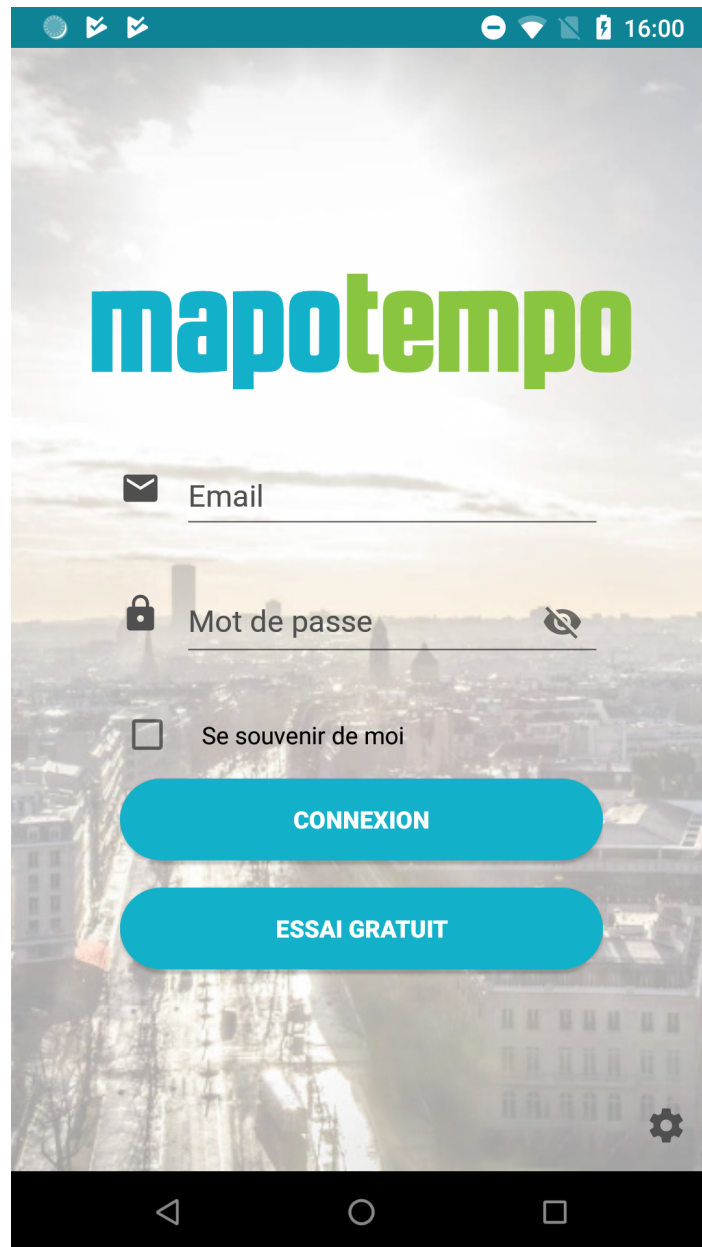 16:00
mapotempo
Email
Mot de passe
Se souvenir de moi
CONNEXION
ESSAI GRATUIT